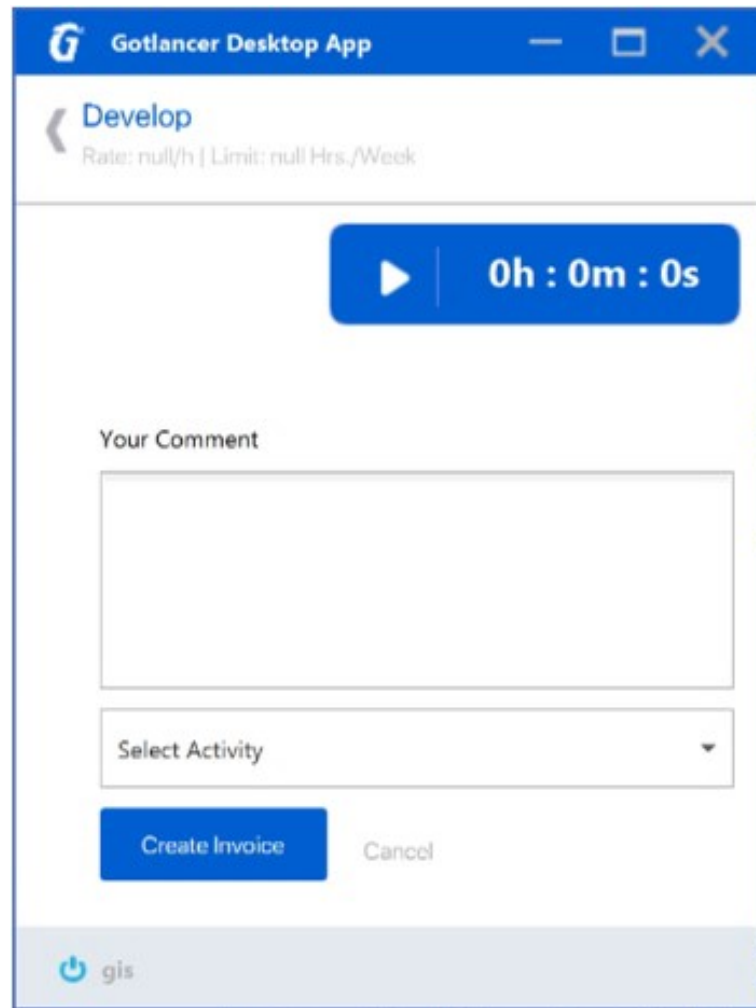 G Gotlancer Desktop App
Develop
Rate: null/h | Limit: null Hrs./Week
0h : 0m : 0s
Your Comment
Select Activity
Create Invoice Cancel
gis